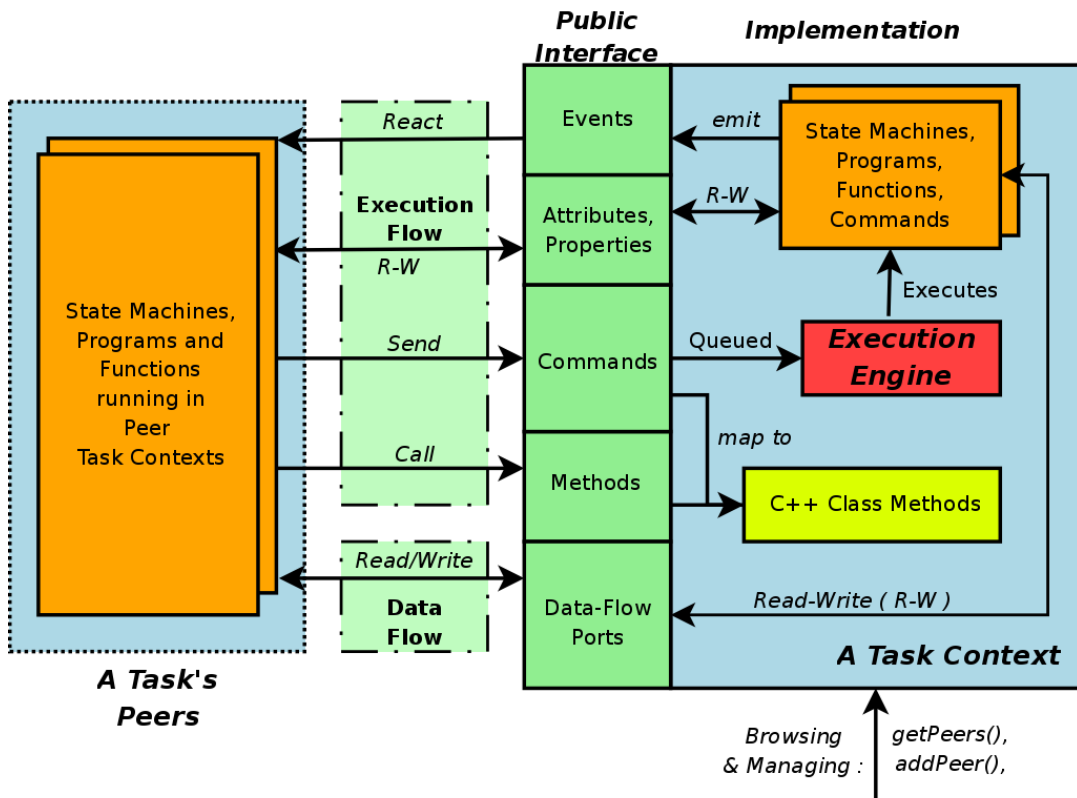 Public
Interface
Implementation
React
Execution
Flow
R-W
Send
Call
Read/Write
Data
Flow
State Machines,
Programs and
Functions
running in
Peer
Task Contexts
A Task's
Peers
Events
Attributes,
Properties
Commands
Methods
Data-Flow
Ports
emit
R-W
State Machines,
Programs,
Functions,
Commands
Executes
Queued
Execution
Engine
map to
C++ Class Methods
Read-Write ( R-W )
A Task Context
Browsing
& Managing :
getPeers(),
addPeer(),